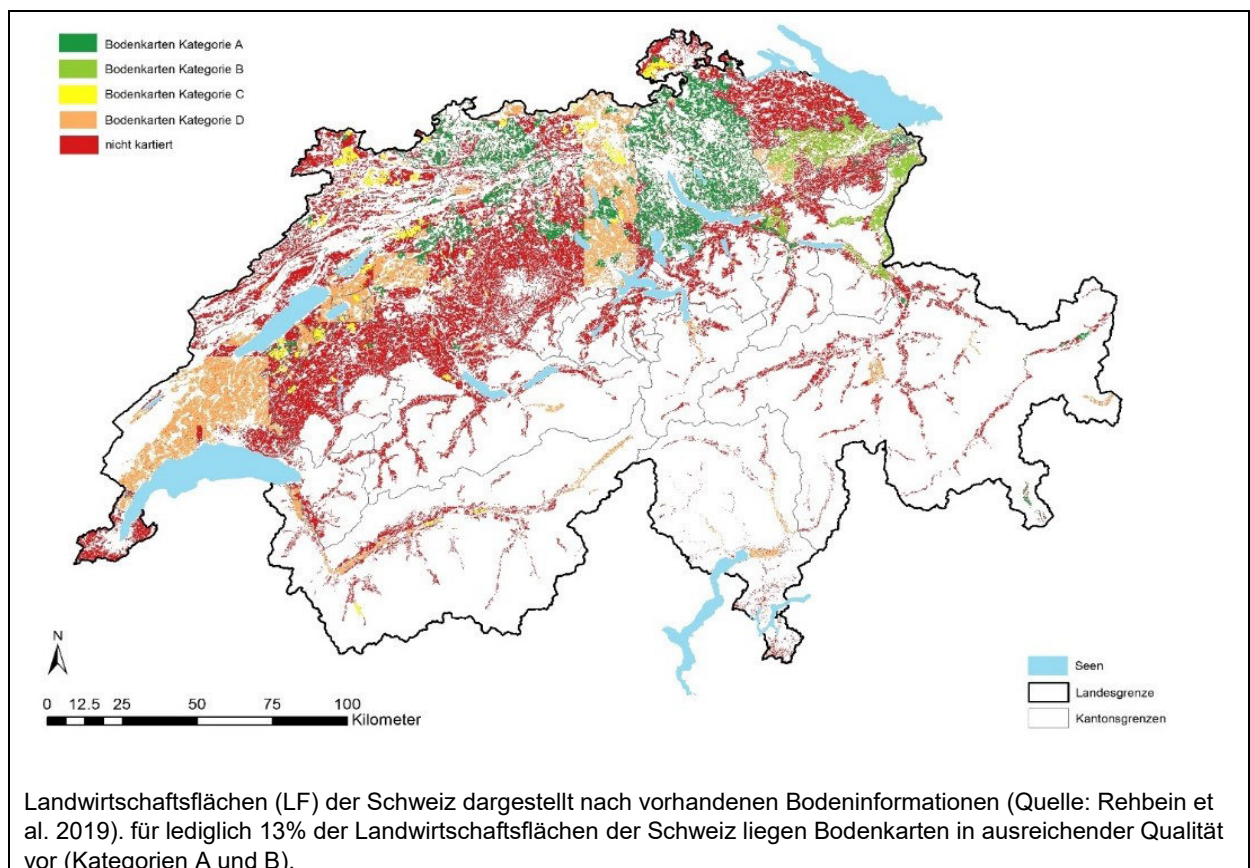 Bodenkarten Kategorie A
Bodenkarten Kategorie B
Bodenkarten Kategorie C
Bodenkarten Kategorie D
nicht kartiert
N
0 12.5 25 50 75 100
Kilometer
Seen
Landesgrenze
Kantonsgrenzen
Landwirtschaftsflächen (LF) der Schweiz dargestellt nach vorhandenen Bodeninformationen (Quelle: Rehbein et
al. 2019). für lediglich 13% der Landwirtschaftsflächen der Schweiz liegen Bodenkarten in ausreichender Qualität
vor (Kategorien A und B).